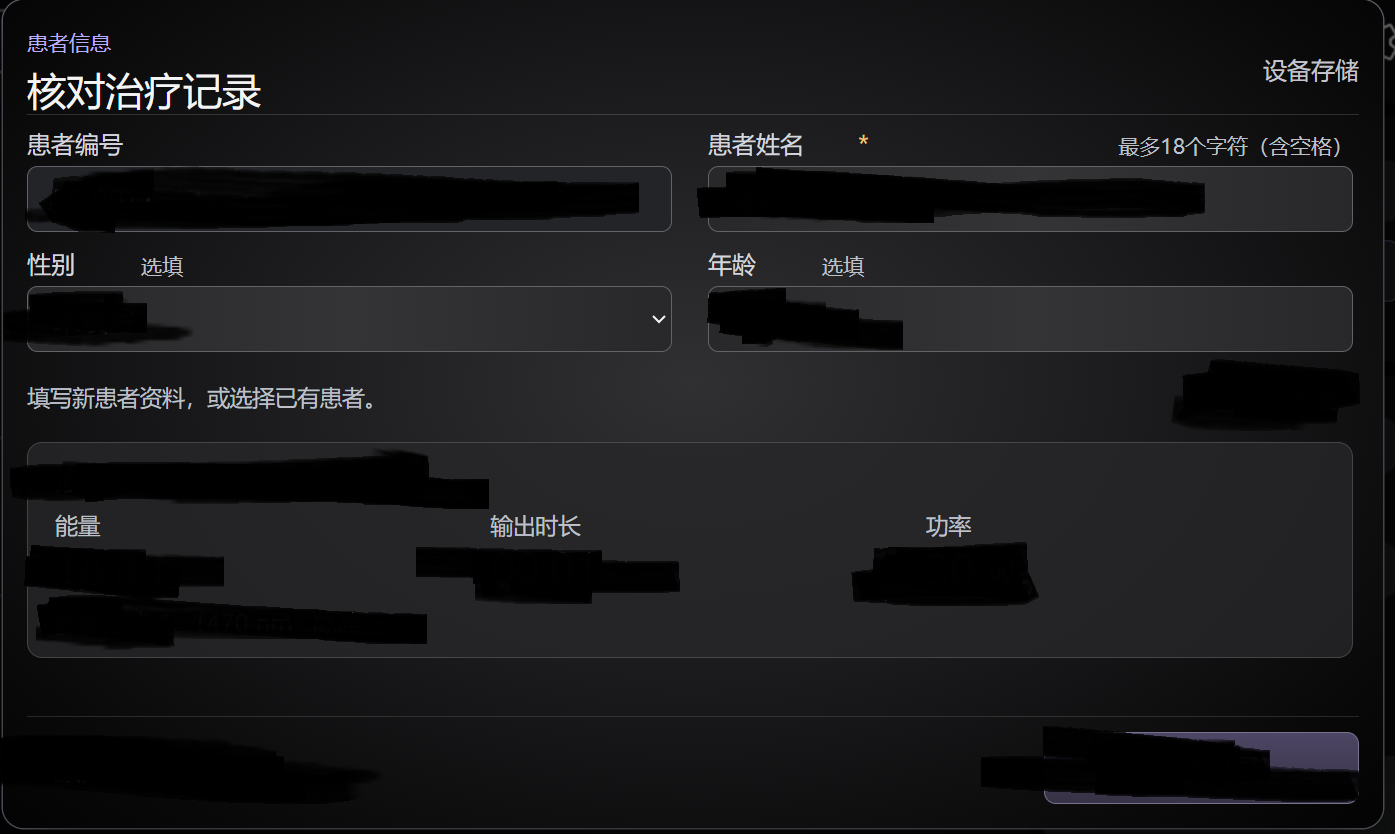 患者信息
核对治疗记录
设备存储
患者编号
患者姓名 * 最多18个字符（含空格）
性别 选填
年龄 选填
填写新患者资料，或选择已有患者。
能量 输出时长 功率